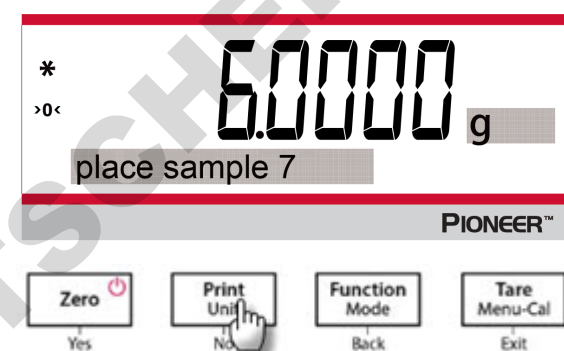 *
>0<
6.0000 g
place sample 7
PIONEER™
Zero Print Function Tare
Unit Mode Menu-Cal
Yes No Back Exit